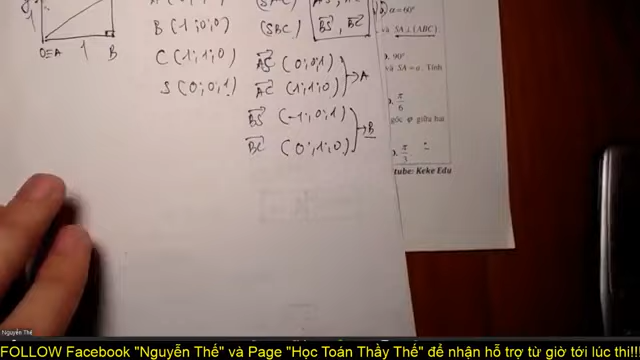 O≡A 1 B
B (1;0;0)
C (1;1;0)
S (0;0;1)
(SAC)
(SBC) BS, BC
AS (0;0;1)
AC (1;1;0) → A
BS (-1;0;1)
BC (0;1;0) → B
α=60°
và SA ⊥ (ABC)
90°
và SA = a. Tính
π/6
góc φ giữa hai
π/3
tube: Keke Edu
Nguyễn Thế
FOLLOW Facebook "Nguyễn Thế" và Page "Học Toán Thầy Thế" để nhận hỗ trợ từ giờ tới lúc thi!!